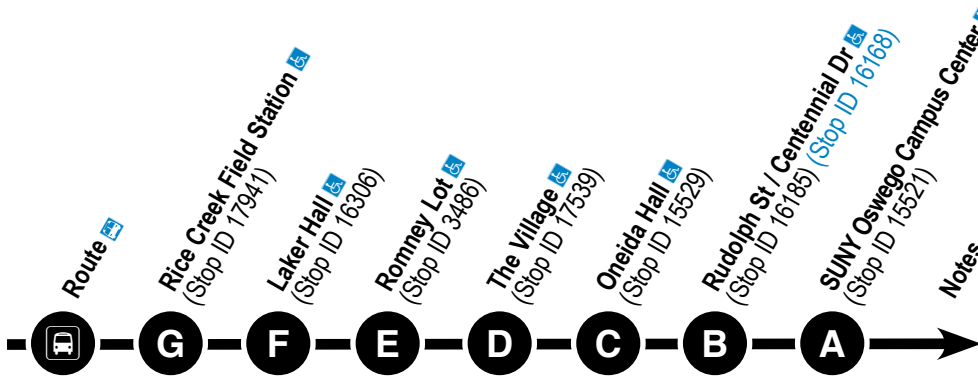 Route
Rice Creek Field Station
(Stop ID 17941)
Laker Hall
(Stop ID 16306)
Romney Lot
(Stop ID 3486)
The Village
(Stop ID 17539)
Oneida Hall
(Stop ID 15529)
Rudolph St / Centennial Dr
(Stop ID 16185) (Stop ID 16168)
SUNY Oswego Campus Center
(Stop ID 15521)
Notes
G F E D C B A